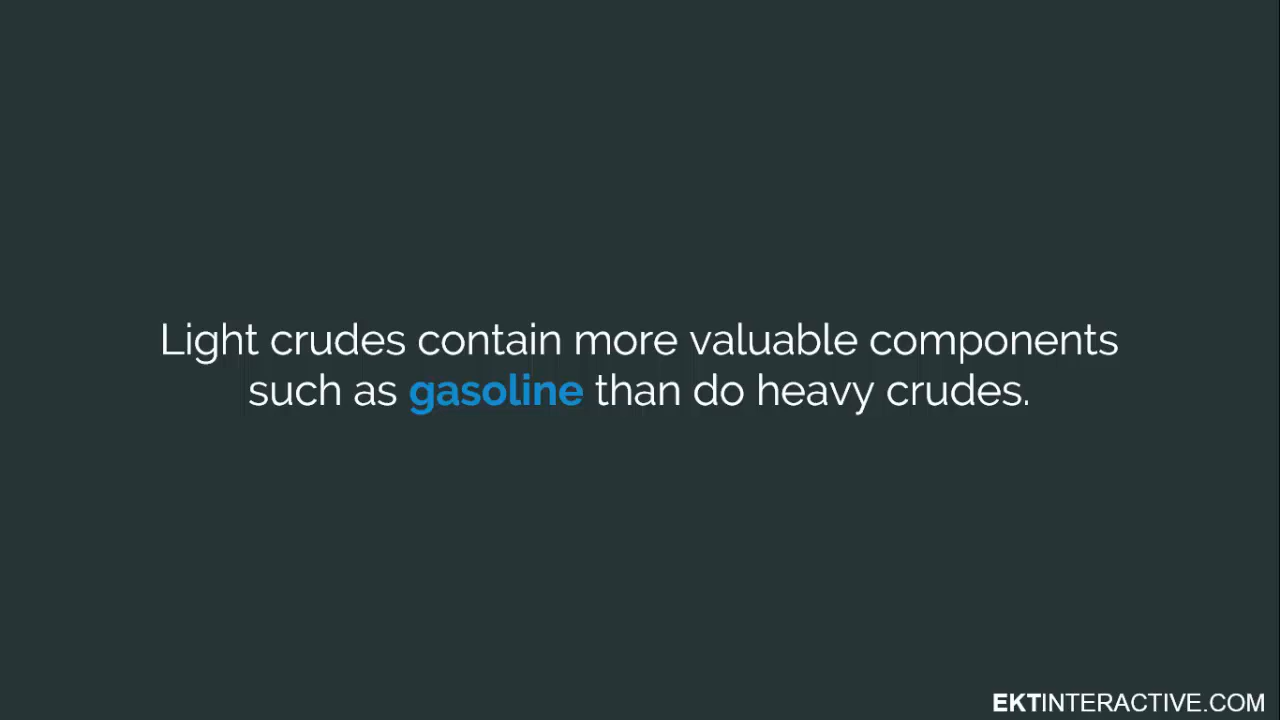 Light crudes contain more valuable components
such as gasoline than do heavy crudes.
EKTINTERACTIVE.COM